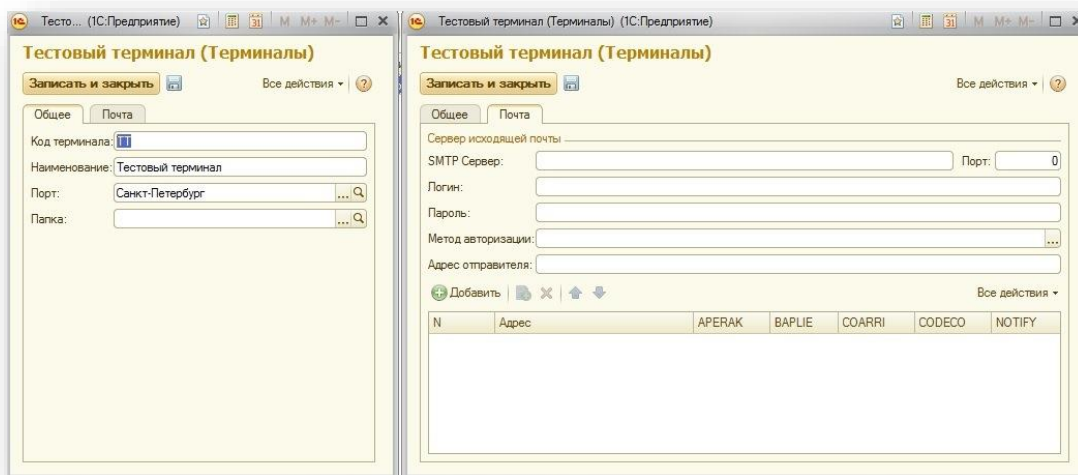 Тесто... (1С:Предприятие)
31 M M+ M-
Тестовый терминал (Терминалы)
Записать и закрыть
Все действия
?
Общее
Почта
Код терминала: ТТ
Наименование: Тестовый терминал
Порт: Санкт-Петербург ...
Папка: ...
Тестовый терминал (Терминалы) (1С:Предприятие)
31 M M+ M-
Тестовый терминал (Терминалы)
Записать и закрыть
Все действия
?
Общее
Почта
Сервер исходящей почты
SMTP Сервер:
Порт: 0
Логин:
Пароль:
Метод авторизации: ...
Адрес отправителя:
Добавить
Все действия
N Адрес APERAK BAPLIE COARRI CODECO NOTIFY